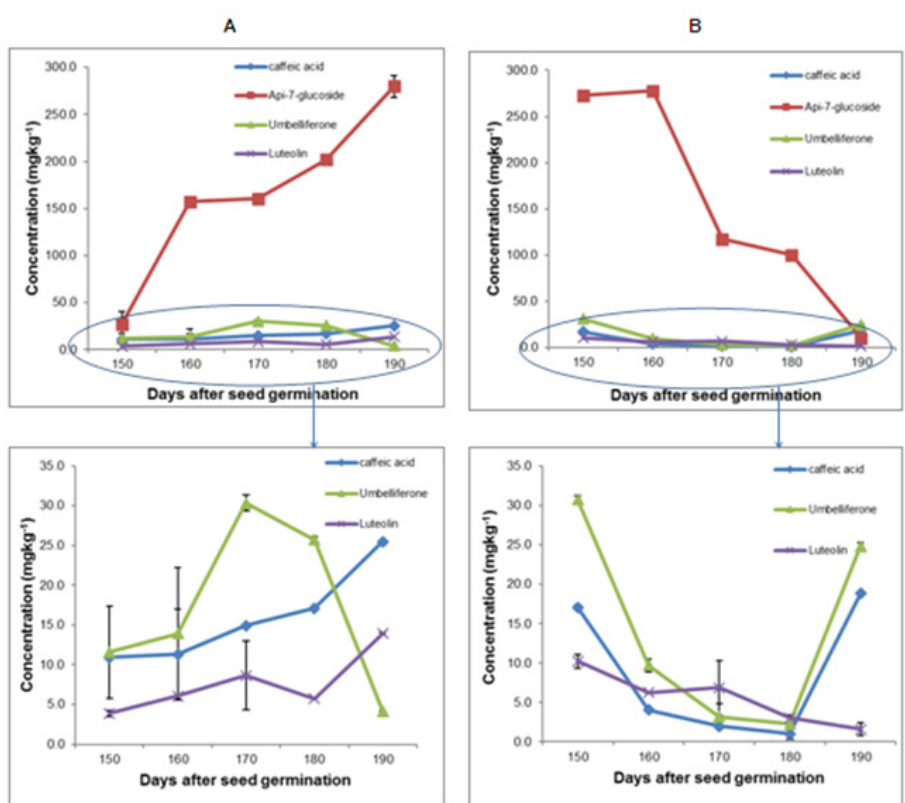 A
300.0
250.0
200.0
150.0
100.0
50.0
0.0
Concentration (mgkg⁻¹)
caffeic acid
Api-7-glucoside
Umbelliferone
Luteolin
150 160 170 180 190
Days after seed germination
B
300.0
250.0
200.0
150.0
100.0
50.0
0.0
Concentration (mgkg⁻¹)
caffeic acid
Api-7-glucoside
Umbelliferone
Luteolin
150 160 170 180 190
Days after seed germination
35.0
30.0
25.0
20.0
15.0
10.0
5.0
0.0
Concentration (mgkg⁻¹)
caffeic acid
Umbelliferone
Luteolin
150 160 170 180 190
Days after seed germination
35.0
30.0
25.0
20.0
15.0
10.0
5.0
0.0
Concentration (mgkg⁻¹)
caffeic acid
Umbelliferone
Luteolin
150 160 170 180 190
Days after seed germination